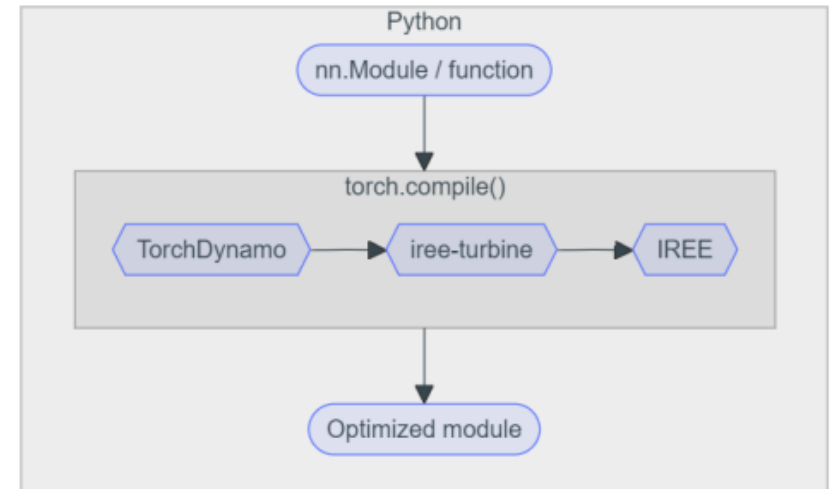 Python
nn.Module / function
torch.compile()
TorchDynamo
iree-turbine
IREE
Optimized module